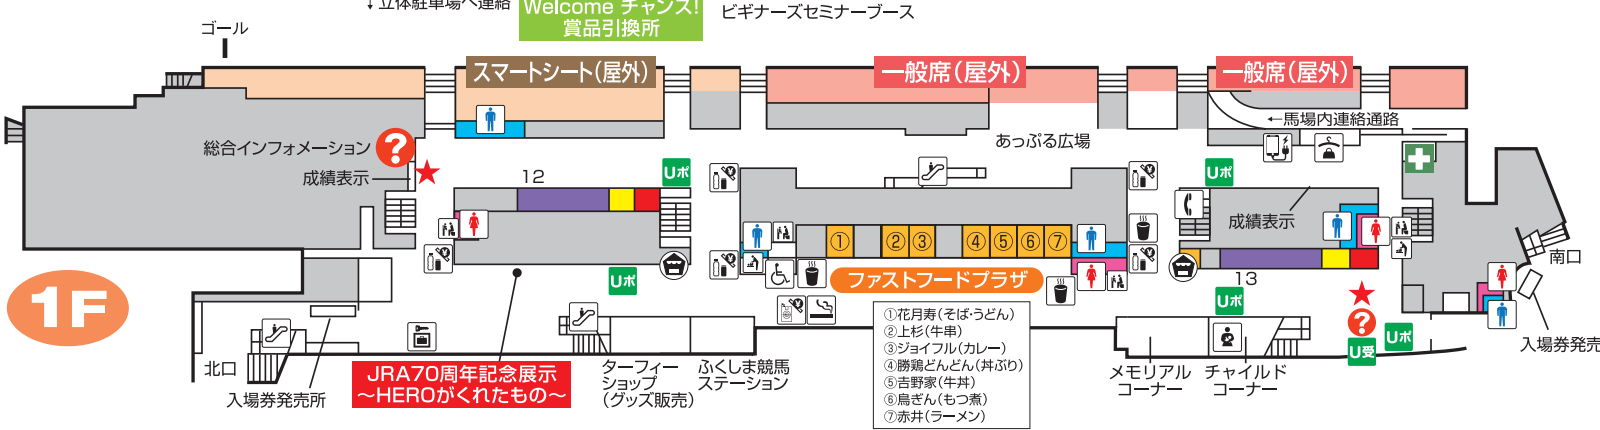 ↓立体駐車場へ連絡
Welcome チャンス!
賞品引換所
ビギナーズセミナーブース
ゴール
スマートシート(屋外)
一般席(屋外)
一般席(屋外)
←馬場内連絡通路
あっぷる広場
総合インフォメーション
?
成績表示
12
Uポ
Uポ
成績表示
① ② ③ ④ ⑤ ⑥ ⑦
南口
Uポ
ファストフードプラザ
13
Uポ
1F
①花月寿(そば・うどん)
②上杉(牛串)
③ジョイフル(カレー)
④勝鶏どんどん(丼ぶり)
⑤吉野家(牛丼)
⑥鳥ぎん(もつ煮)
⑦赤井(ラーメン)
?
Uポ
U受
入場券発売
北口
入場券発売所
JRA70周年記念展示
~HEROがくれたもの~
ターフィー
ショップ
(グッズ販売)
ふくしま競馬
ステーション
メモリアル
コーナー
チャイルド
コーナー